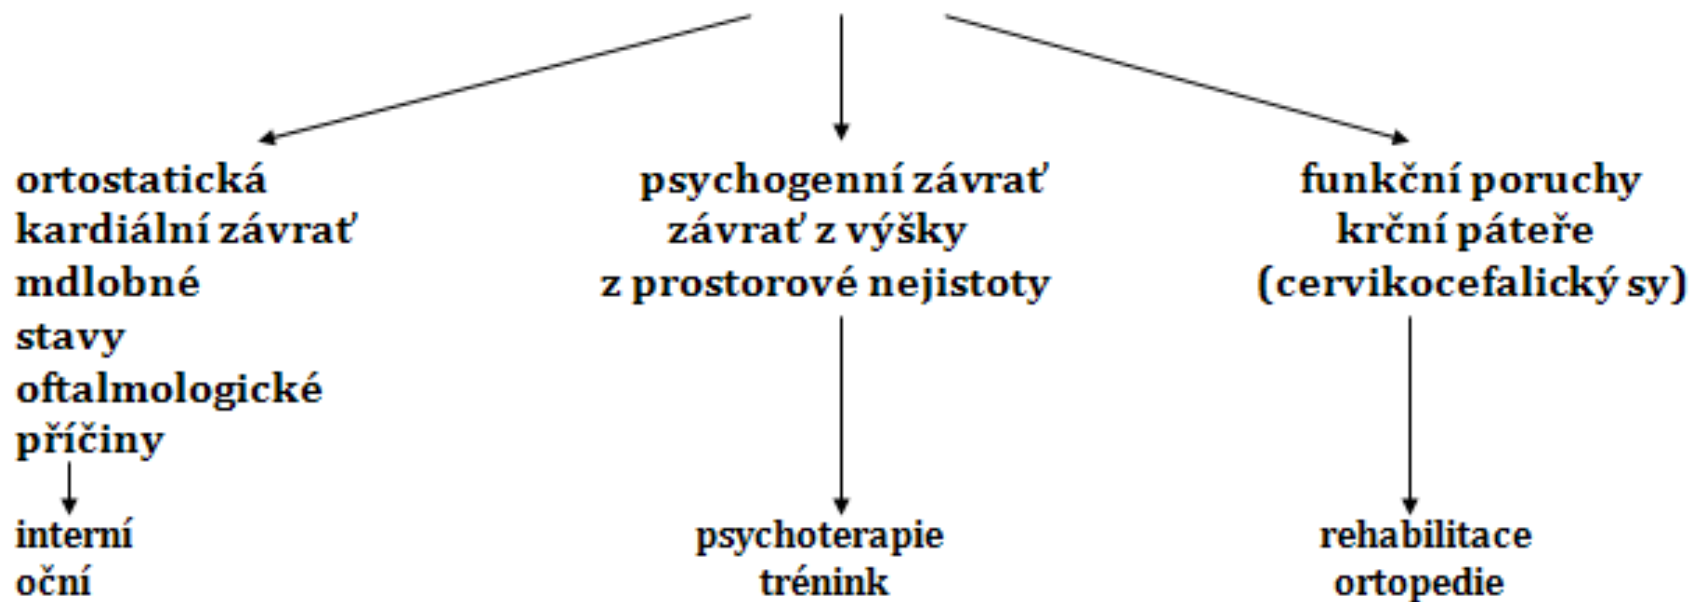 ortostatická
kardiální závrať
mdlobné
stavy
oftalmologické
příčiny
interní
oční
psychogenní závrať
závrať z výšky
z prostorové nejistoty
psychoterapie
trénink
funkční poruchy
krční páteře
(cervikocefalický sy)
rehabilitace
ortopedie